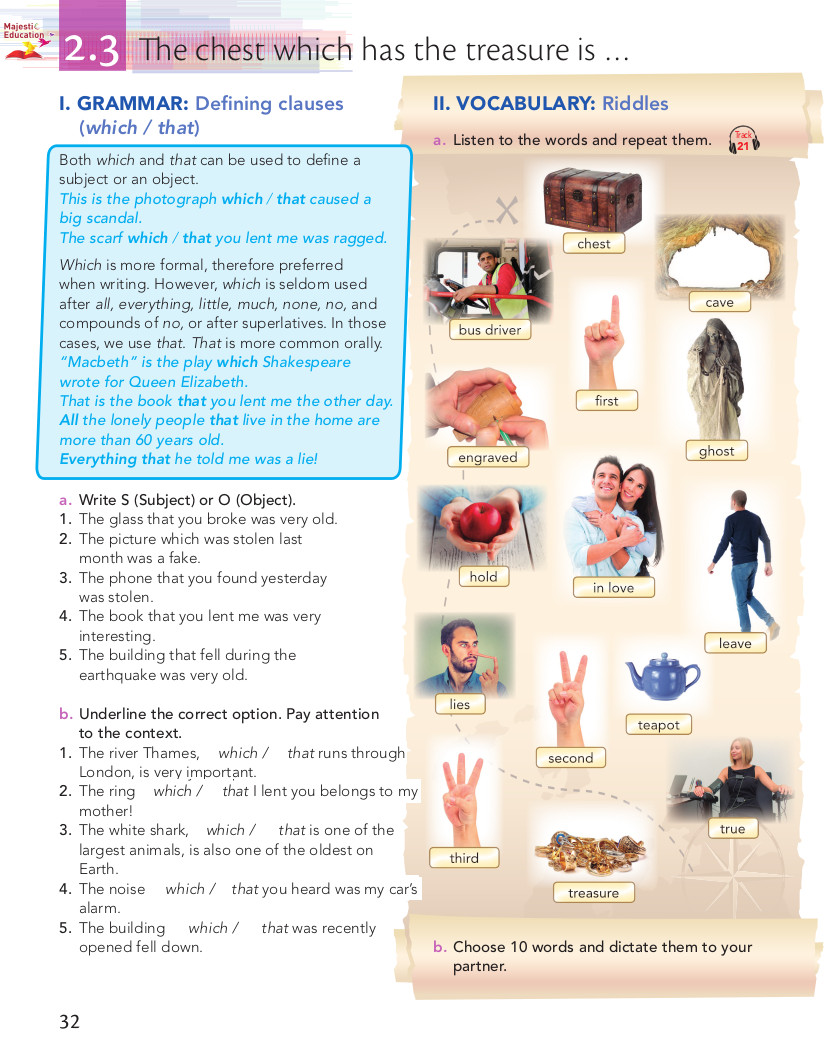 Majestic
Education
2.3 The chest which has the treasure is ...
I. GRAMMAR: Defining clauses
(which / that)
Both which and that can be used to define a
subject or an object.
This is the photograph which / that caused a
big scandal.
The scarf which / that you lent me was ragged.
Which is more formal, therefore preferred
when writing. However, which is seldom used
after all, everything, little, much, none, no, and
compounds of no, or after superlatives. In those
cases, we use that. That is more common orally.
“Macbeth” is the play which Shakespeare
wrote for Queen Elizabeth.
That is the book that you lent me the other day.
All the lonely people that live in the home are
more than 60 years old.
Everything that he told me was a lie!
a. Write S (Subject) or O (Object).
1. The glass that you broke was very old.
2. The picture which was stolen last
month was a fake.
3. The phone that you found yesterday
was stolen.
4. The book that you lent me was very
interesting.
5. The building that fell during the
earthquake was very old.
b. Underline the correct option. Pay attention
to the context.
1. The river Thames, which / that runs through
London, is very important.
2. The ring which / that I lent you belongs to my
mother!
3. The white shark, which / that is one of the
largest animals, is also one of the oldest on
Earth.
4. The noise which / that you heard was my car’s
alarm.
5. The building which / that was recently
opened fell down.
II. VOCABULARY: Riddles
a. Listen to the words and repeat them.
Track
21
chest
cave
bus driver
first
ghost
engraved
hold
in love
leave
lies
teapot
second
true
third
treasure
b. Choose 10 words and dictate them to your
partner.
32